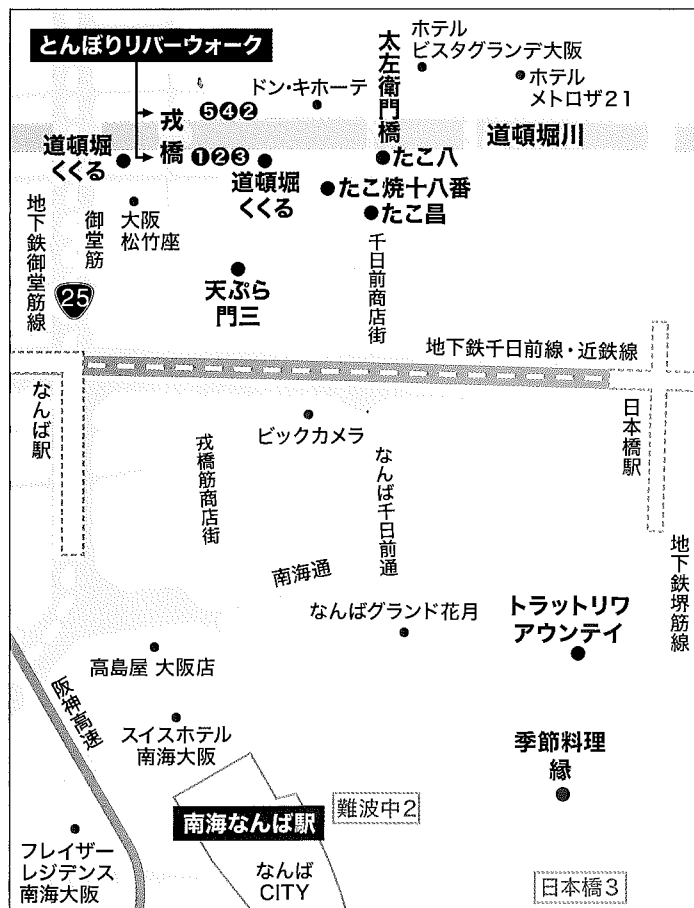 とんぼりリバーウォーク
ホテル
ビスタグランデ大阪
太左衛門橋
ドン・キホーテ
ホテル
メトロザ21
戎橋
❺❹❷
❶❷❸
道頓堀川
道頓堀
くくる
道頓堀
くくる
たこ八
たこ焼十八番
たこ昌
地下鉄御堂筋線
御堂筋
大阪
松竹座
25
天ぷら
門三
千日前商店街
地下鉄千日前線・近鉄線
なんば駅
ビックカメラ
日本橋駅
戎橋筋商店街
なんば千日前通
地下鉄堺筋線
南海通
なんばグランド花月
トラットリワ
アウンテイ
高島屋 大阪店
阪神高速
スイスホテル
南海大阪
季節料理
縁
南海なんば駅
難波中2
フレイザー
レジデンス
南海大阪
なんば
CITY
日本橋3